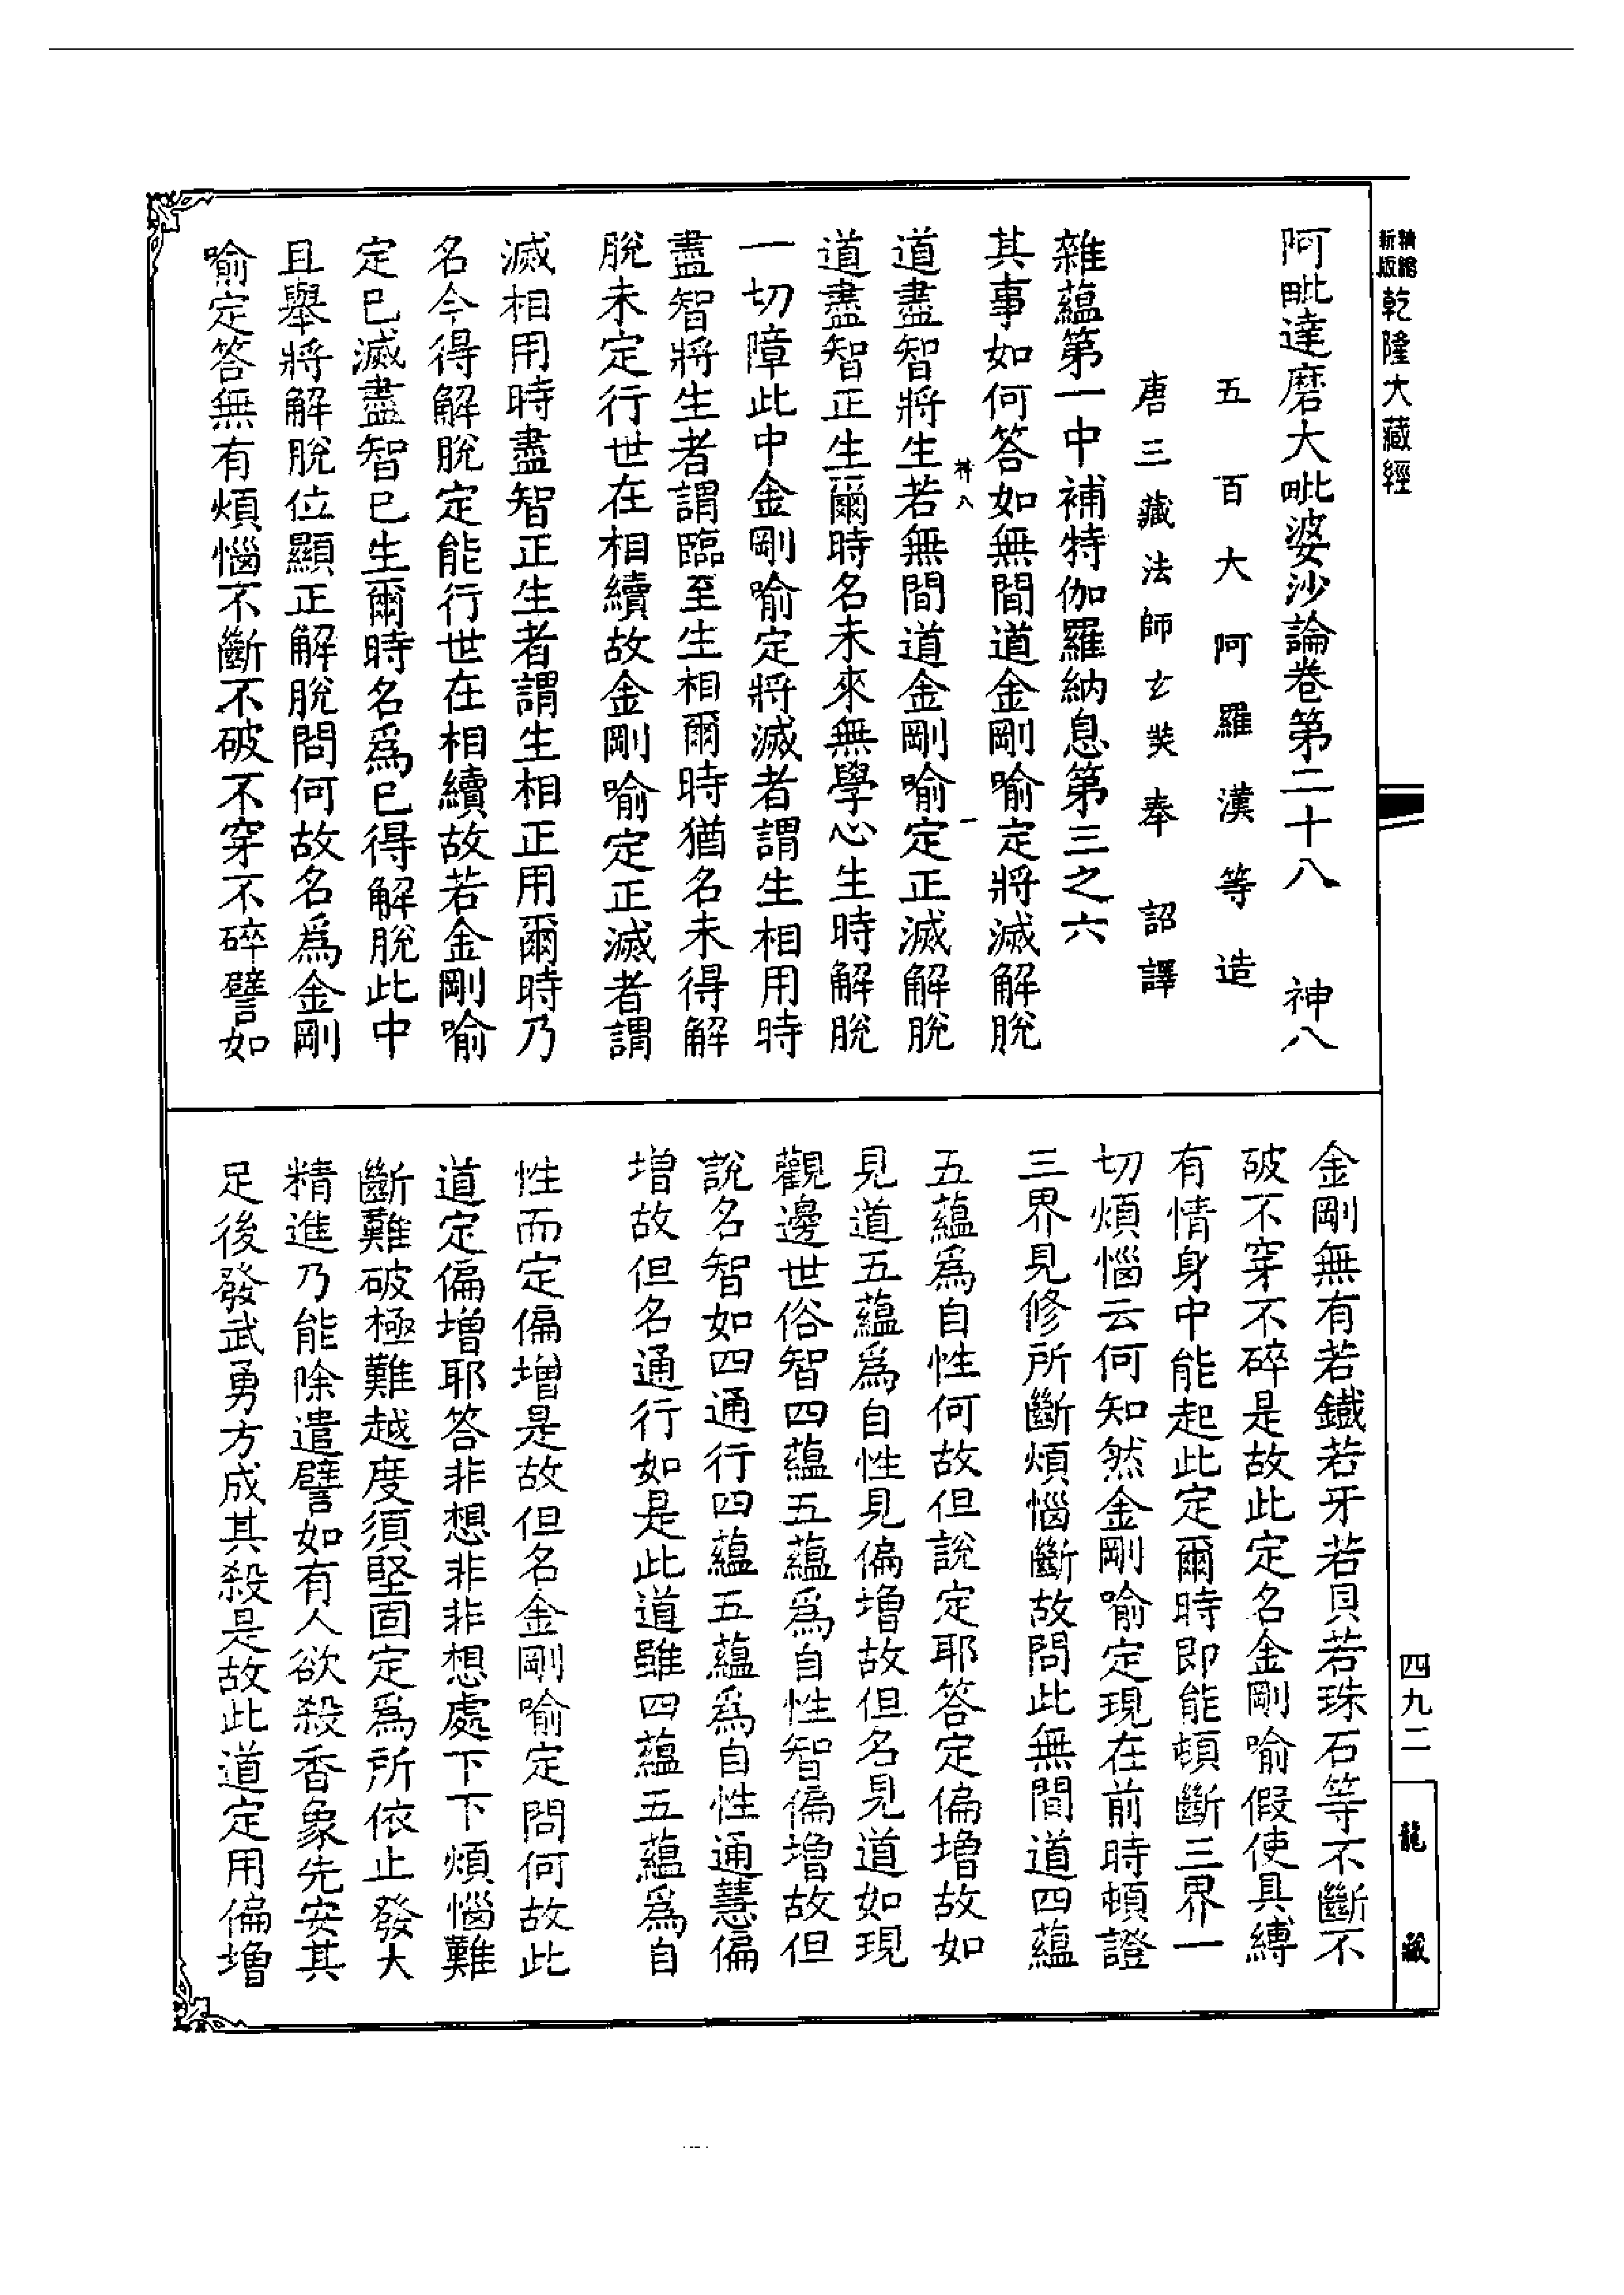 精縮新版乾隆大藏經
阿毗達磨大毗婆沙論卷第二十八　神八
五百大阿羅漢等造
唐三藏法師玄奘奉　詔譯
雜蘊第一中補特伽羅納息第三之六
其事如何答如無間道金剛喻定將滅解脫
神八　一
道盡智將生若無間道金剛喻定正滅解脫
道盡智正生爾時名未來無學心生時解脫
一切障此中金剛喻定將滅者謂生相用時
盡智將生者謂臨至生相爾時猶名未得解
脫未定行世在相續故金剛喻定正滅者謂
滅相用時盡智正生者謂生相正用爾時乃
名今得解脫定能行世在相續故若金剛喻
定已滅盡智已生爾時名爲已得解脫此中
且舉將解脫位顯正解脫問何故名爲金剛
喻定答無有煩惱不斷不破不穿不碎譬如
金剛無有若鐵若牙若貝若珠石等不斷不
破不穿不碎是故此定名金剛喻假使具縛
有情身中能起此定爾時即能頓斷三界一
切煩惱云何知然金剛喻定現在前時頓證
三界見修所斷煩惱斷故問此無間道四蘊
五蘊爲自性何故但說定耶答定偏增故如
見道五蘊爲自性見偏增故但名見道如現
觀邊世俗智四蘊五蘊爲自性智偏增故但
說名智如四通行四蘊五蘊爲自性通慧偏
增故但名通行如是此道雖四蘊五蘊爲自
性而定偏增是故但名金剛喻定問何故此
道定偏增耶答非想非非想處下下煩惱難
斷難破極難越度須堅固定爲所依止發大
精進乃能除遣譬如有人欲殺香象先安其
足後發武勇方成其殺是故此道定用偏增
四九二
龍藏